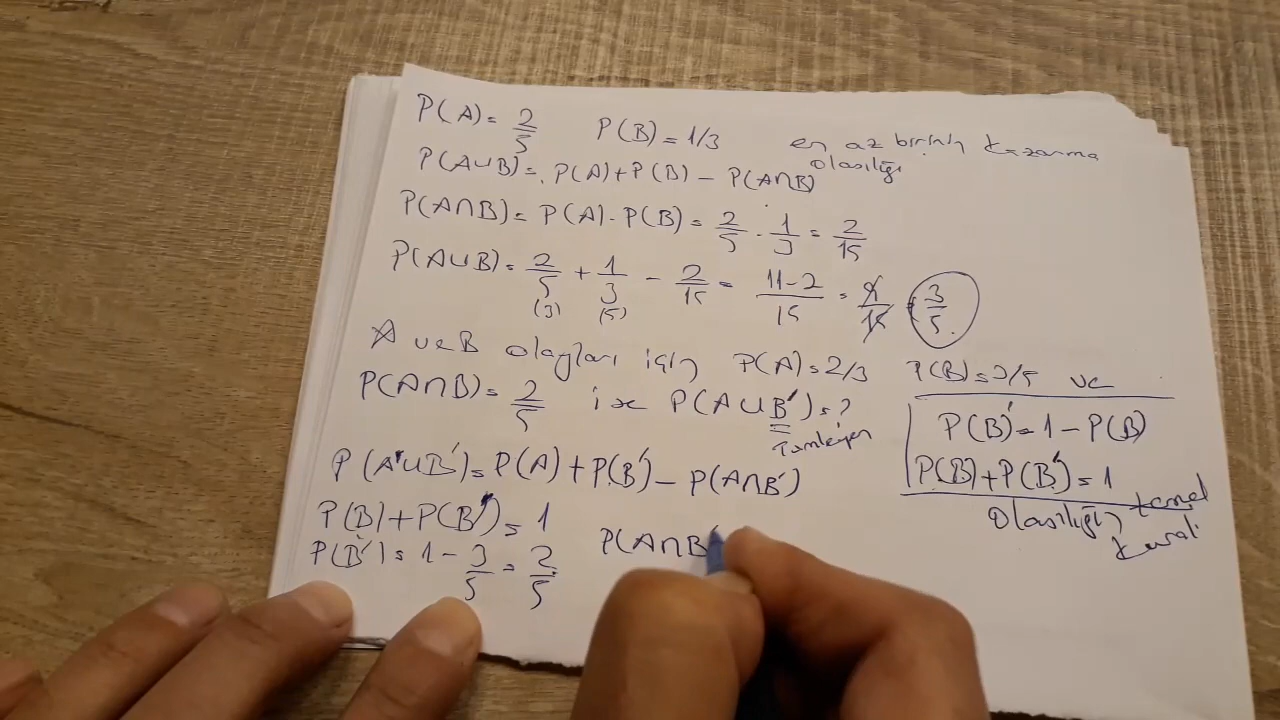 P(A) = 2/5 P(B) = 1/3 en az birinin kazanma olasılığı
P(A∪B) = P(A) + P(B) - P(A∩B)
P(A∩B) = P(A) . P(B) = 2/5 . 1/3 = 2/15
P(A∪B) = 2/5 + 1/3 - 2/15 = 11-2/15 = 9/15 = 3/5
(3) (5)
A ve B olayları için P(A) = 2/3 P(B) = 3/5 ve
P(A∩B) = 2/5 ise P(A∪B') = ?
Tümleyen
P(B') = 1 - P(B)
P(B) + P(B') = 1
Olasılığın temel kuralı
P(A∪B') = P(A) + P(B') - P(A∩B')
P(B) + P(B') = 1
P(B') = 1 - 3/5 = 2/5
P(A∩B'